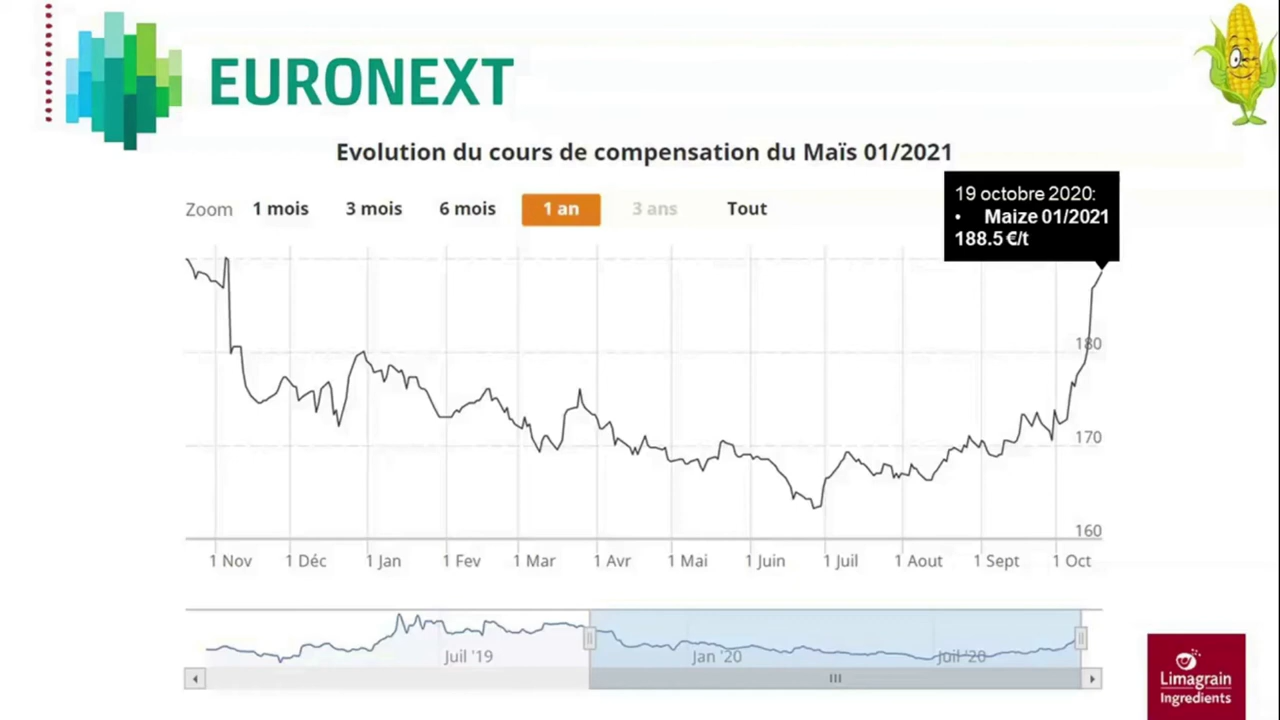 EURONEXT
Evolution du cours de compensation du Maïs 01/2021
Zoom 1 mois 3 mois 6 mois 1 an 3 ans Tout
19 octobre 2020:
• Maize 01/2021
188.5 €/t
180
170
160
1 Nov 1 Déc 1 Jan 1 Fev 1 Mar 1 Avr 1 Mai 1 Juin 1 Juil 1 Aout 1 Sept 1 Oct
Juil '19 Jan '20 Juil '20
Limagrain
Ingredients